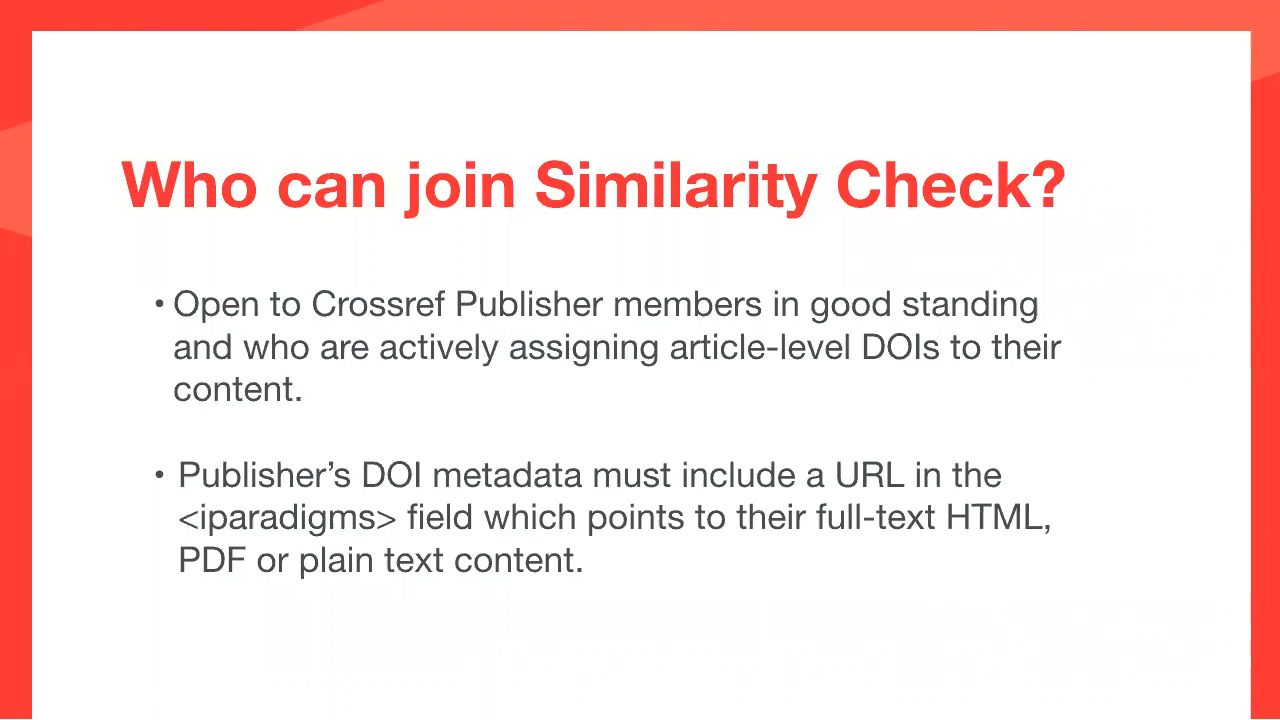 Who can join Similarity Check?
• Open to Crossref Publisher members in good standing
and who are actively assigning article-level DOIs to their
content.
• Publisher’s DOI metadata must include a URL in the
<iparadigms> field which points to their full-text HTML,
PDF or plain text content.